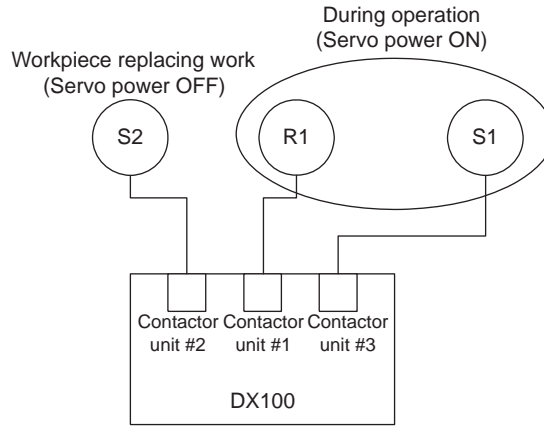 During operation
(Servo power ON)
Workpiece replacing work
(Servo power OFF)
S2
R1
S1
Contactor
unit #2
Contactor
unit #1
Contactor
unit #3
DX100